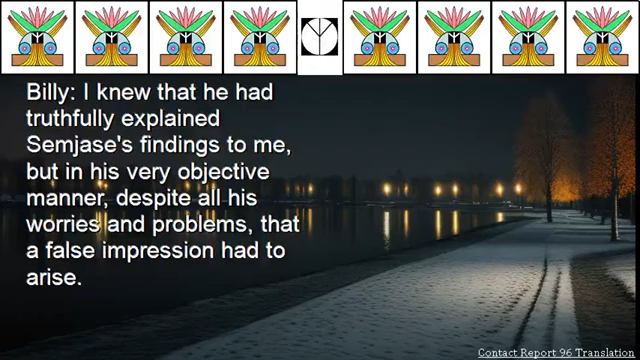 Billy: I knew that he had
truthfully explained
Semjase's findings to me,
but in his very objective
manner, despite all his
worries and problems, that
a false impression had to
arise.
Contact Report 96 Translation